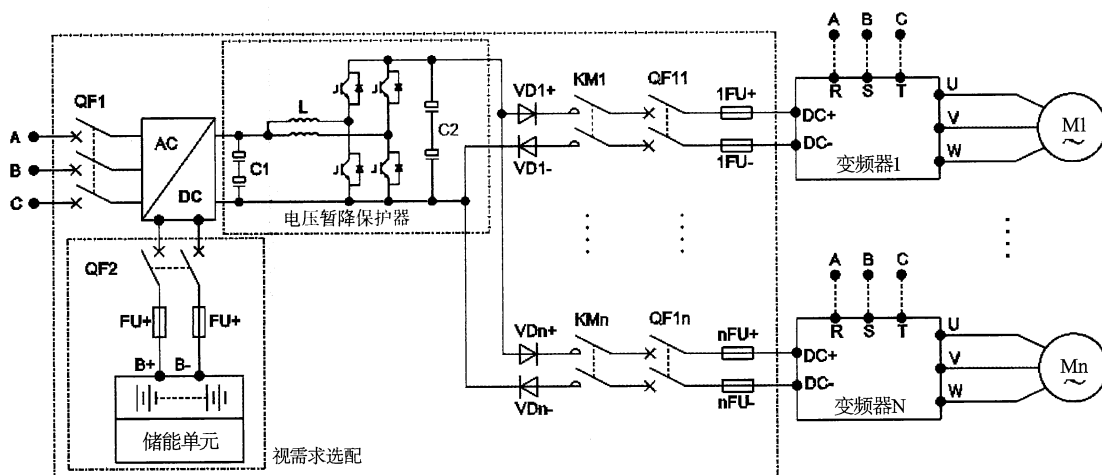 A B C
A B C
QF1
AC
DC
L
C1
C2
电压暂降保护器
VD1+ KM1 QF11 1FU+
VD1- 1FU-
R S T
DC+
DC-
变频器1
U
V
W
M1
~
QF2
FU+ FU+
B+ B-
储能单元
视需求选配
A B C
VDn+ KMn QF1n nFU+
VDn- nFU-
R S T
DC+
DC-
变频器N
U
V
W
Mn
~